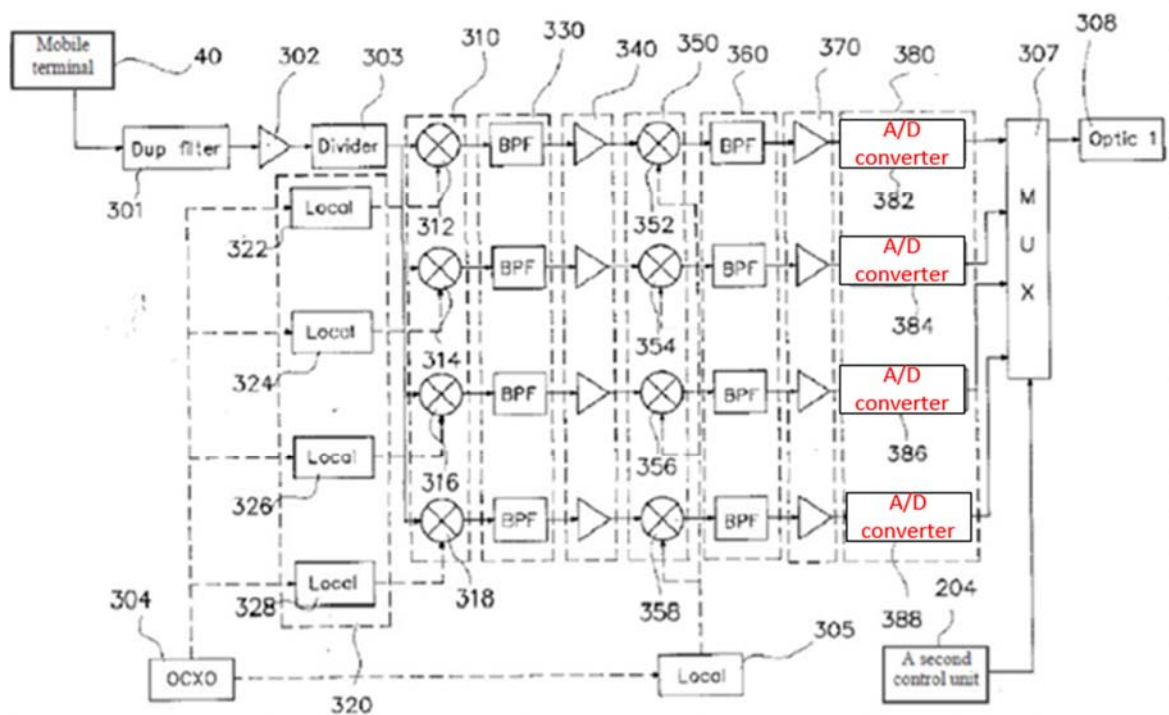 Mobile
terminal
40
302
303
310
330
340
350
360
370
380
307
308
Dup filter
Divider
BPF
BPF
A/D
converter
Optic 1
301
312
352
382
M
U
X
Local
322
BPF
BPF
A/D
converter
314
354
384
Local
324
BPF
BPF
A/D
converter
316
356
386
Local
326
BPF
BPF
A/D
converter
318
358
388
Local
328
304
320
305
204
OCXO
Local
A second
control unit